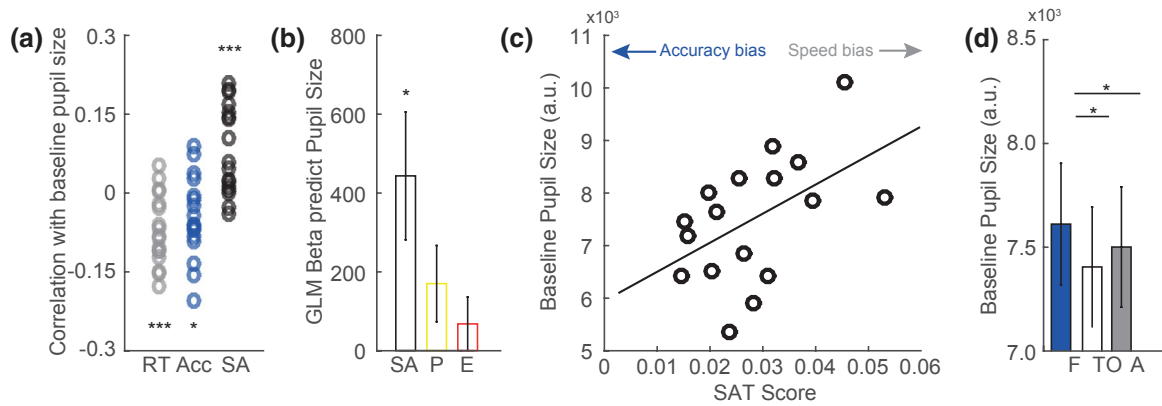 (a)
Correlation with baseline pupil size
0.3
0.15
0
-0.15
-0.3
***
***
*
RT Acc SA
(b)
GLM Beta predict Pupil Size
800
600
400
200
0
*
SA P E
(c)
x10³
Baseline Pupil Size (a.u.)
11
10
9
8
7
6
5
Accuracy bias
Speed bias
0 0.01 0.02 0.03 0.04 0.05 0.06
SAT Score
(d)
x10³
Baseline Pupil Size (a.u.)
8.5
8.0
7.5
7.0
*
*
F TO A